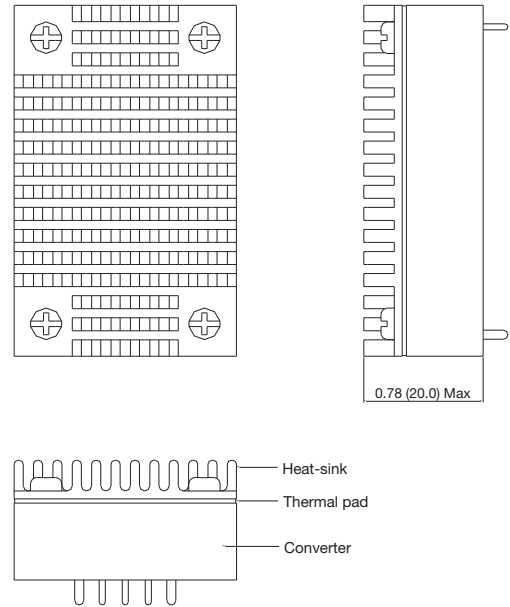 0.78 (20.0) Max
Heat-sink
Thermal pad
Converter